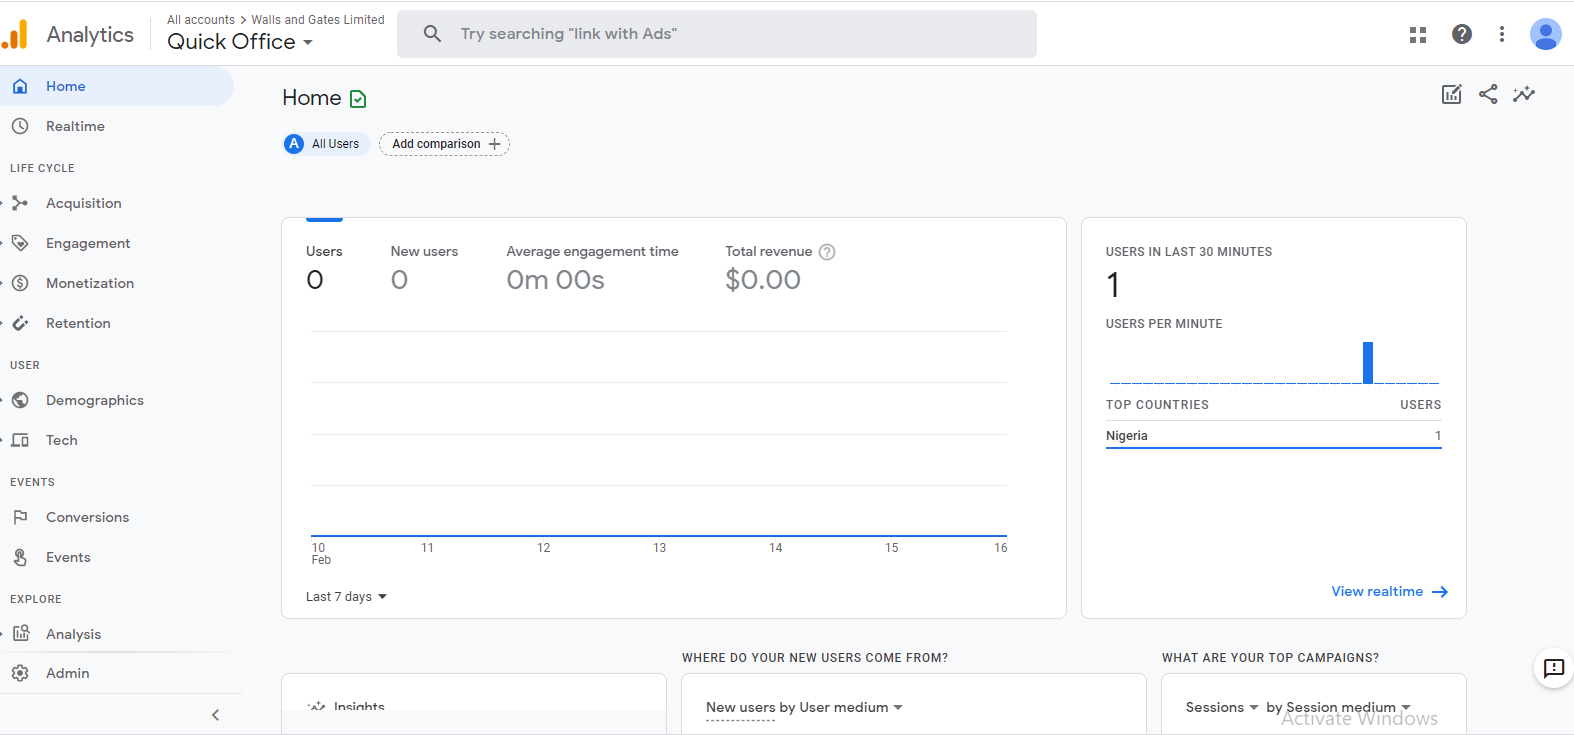 Analytics
All accounts > Walls and Gates Limited
Quick Office
Try searching "link with Ads"
Home
Realtime
LIFE CYCLE
Acquisition
Engagement
Monetization
Retention
USER
Demographics
Tech
EVENTS
Conversions
Events
EXPLORE
Analysis
Admin
Home
A All Users
Add comparison +
Users
0
New users
0
Average engagement time
0m 00s
Total revenue ?
$0.00
10 11 12 13 14 15 16
Feb
Last 7 days
USERS IN LAST 30 MINUTES
1
USERS PER MINUTE
TOP COUNTRIES USERS
Nigeria 1
View realtime
Insights
WHERE DO YOUR NEW USERS COME FROM?
New users by User medium
WHAT ARE YOUR TOP CAMPAIGNS?
Sessions by Session medium
Activate Windows